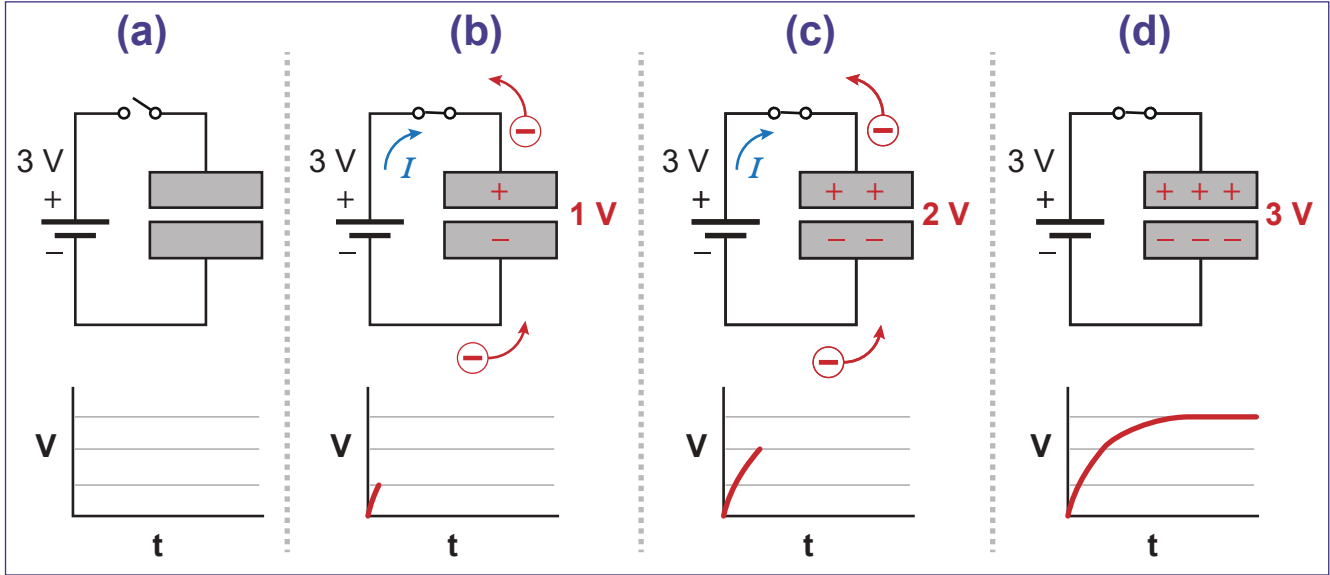 (a)
3 V
+
−
V
t
(b)
3 V
+
−
I
−
+
−
1 V
−
V
t
(c)
3 V
+
−
I
−
+ +
− −
2 V
−
V
t
(d)
3 V
+
−
+ + +
− − −
3 V
V
t